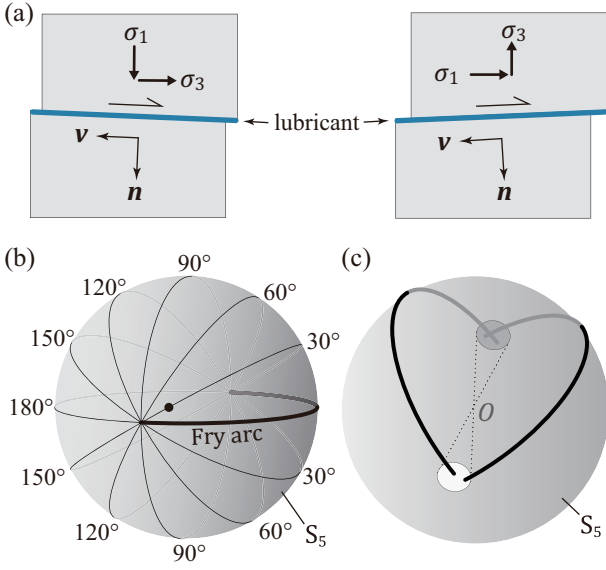 (a)
σ1
σ3
v
n
lubricant
σ3
σ1
v
n
(b)
90°
120°
60°
150°
30°
180°
Fry arc
150°
30°
120°
60°
90°
S5
(c)
O
S5